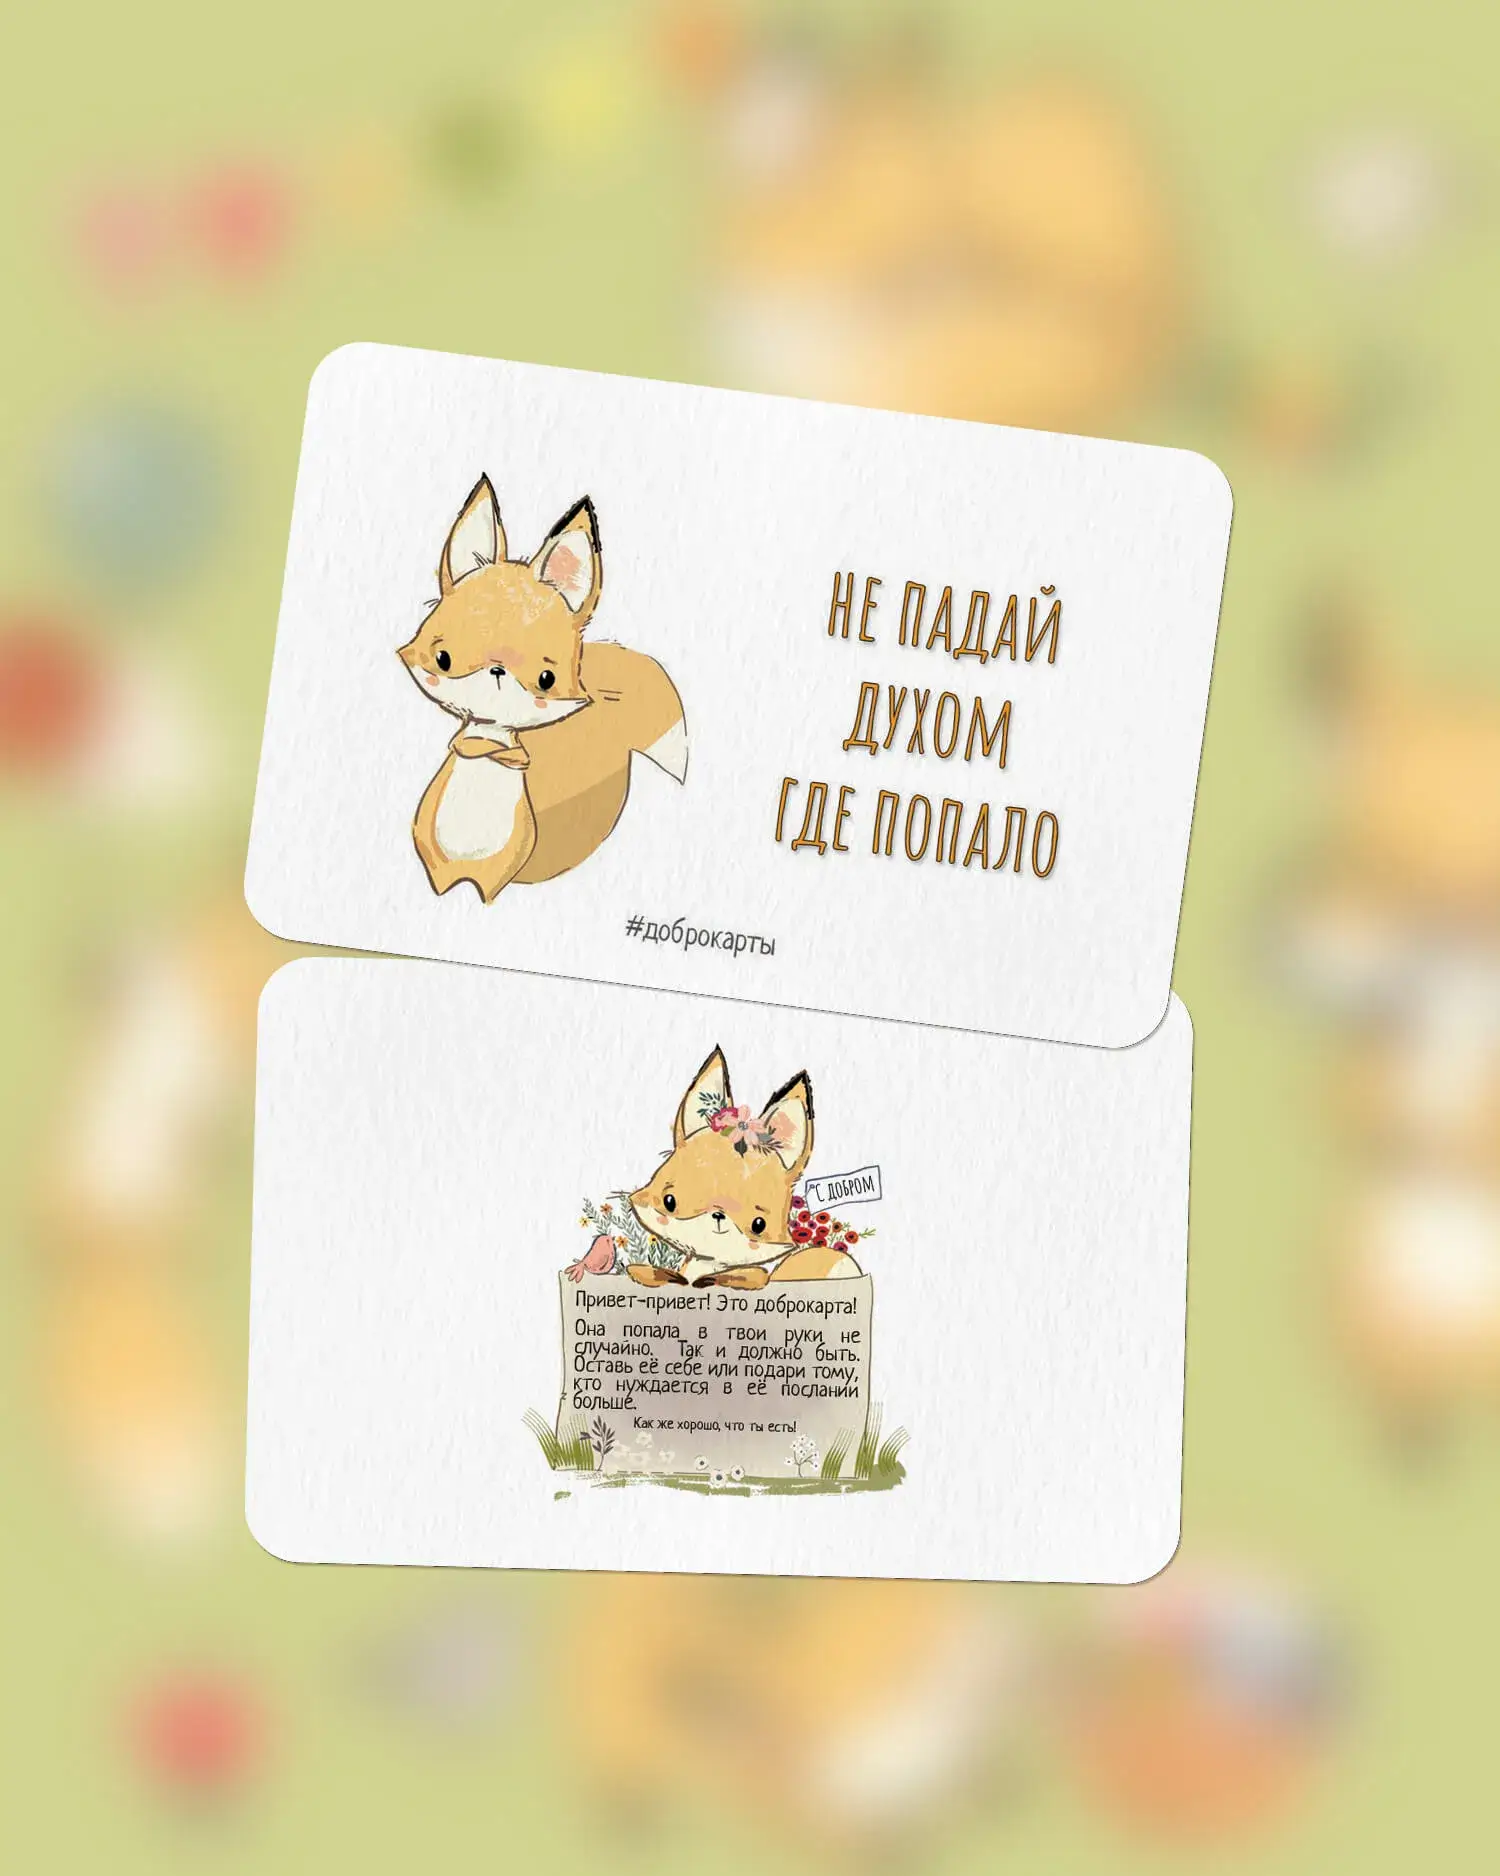 НЕ ПАДАЙ
ДУХОМ
ГДЕ ПОПАЛО
#доброкарты
С ДОБРОМ
Привет-привет! Это доброкарта!
Она попала в твои руки не
случайно. Так и должно быть.
Оставь её себе или подари тому,
кто нуждается в её послании
больше.
Как же хорошо, что ты есть!